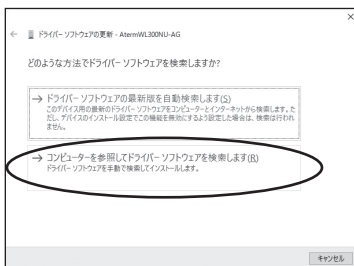 ドライバー ソフトウェアの更新 - AtermWL300NU-AG
どのような方法でドライバー ソフトウェアを検索しますか?
→ ドライバー ソフトウェアの最新版を自動検索します(S)
このデバイス用の最新のドライバー ソフトウェアをコンピューターとインターネットから検索します。た
だし、デバイスのインストール設定でこの機能を無効にするよう設定した場合は、検索は行われ
ません。
→ コンピューターを参照してドライバー ソフトウェアを検索します(R)
ドライバー ソフトウェアを手動で検索してインストールします。
キャンセル